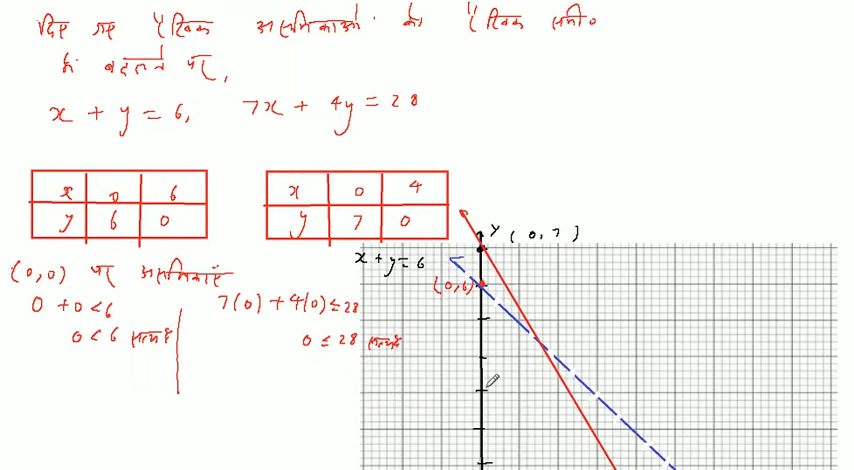 दिए गए रैखिक असमिकाओं को रैखिक समी०
में बदलने पर,
x + y = 6, 7x + 4y = 28
x 0 6
y 6 0
x 0 4
y 7 0
(0,0) पर असमिकाएँ
0 + 0 < 6
0 < 6 सत्य है
7(0) + 4(0) ≤ 28
0 ≤ 28 सत्य है
Y (0, 7)
x + y = 6
(0,6)